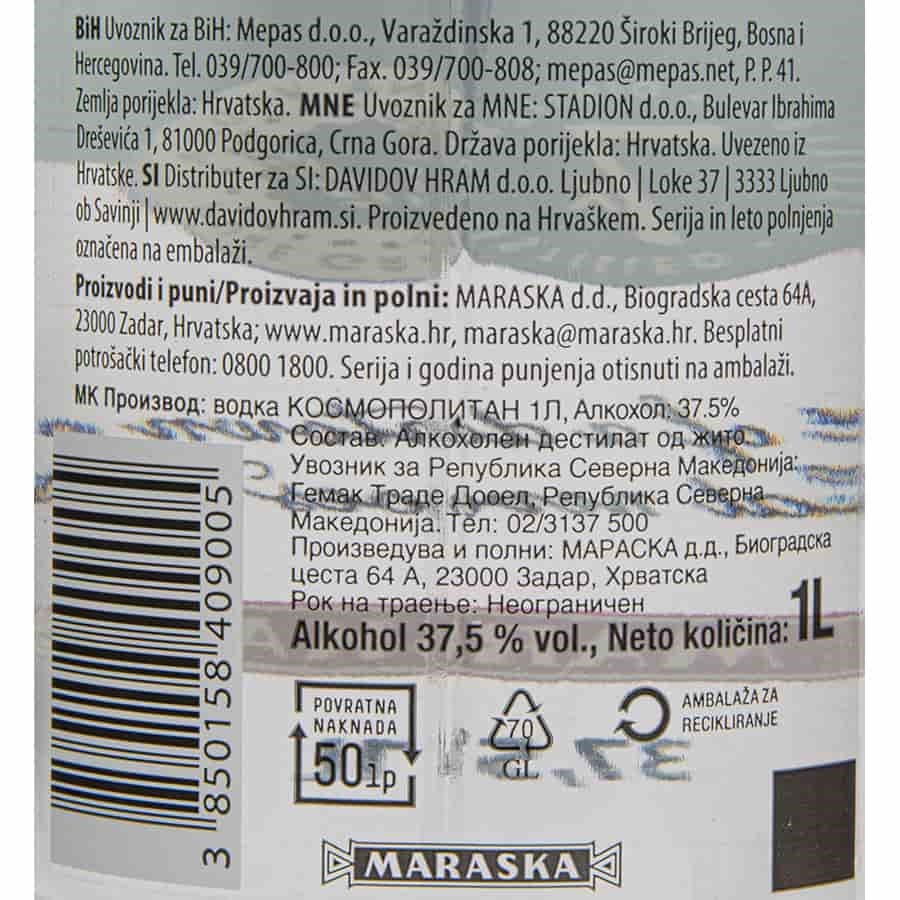 BiH Uvoznik za BiH: Mepas d.o.o., Varaždinska 1, 88220 Široki Brijeg, Bosna i
Hercegovina. Tel. 039/700-800; Fax. 039/700-808; mepas@mepas.net, P. P. 41.
Zemlja porijekla: Hrvatska. MNE Uvoznik za MNE: STADION d.o.o., Bulevar Ibrahima
Dreševića 1, 81000 Podgorica, Crna Gora. Država porijekla: Hrvatska. Uvezeno iz
Hrvatske. SI Distributer za SI: DAVIDOV HRAM d.o.o. Ljubno | Loke 37 | 3333 Ljubno
ob Savinji | www.davidovhram.si. Proizvedeno na Hrvaškem. Serija in leto polnjenja
označena na embalaži.
Proizvodi i puni/Proizvaja in polni: MARASKA d.d., Biogradska cesta 64A,
23000 Zadar, Hrvatska; www.maraska.hr, maraska@maraska.hr. Besplatni
potrošački telefon: 0800 1800. Serija i godina punjenja otisnuti na ambalaži.
МК Производ: водка КОСМОПОЛИТАН 1Л, Алкохол: 37.5%
Состав: Алкохолен дестилат од жито.
Увозник за Република Северна Македонија:
Гемак Траде Дооел, Република Северна
Македонија. Тел: 02/3137 500
Произведува и полни: МАРАСКА д.д., Биоградска
цеста 64 А, 23000 Задар, Хрватска
Рок на траење: Неограничен
Alkohol 37,5 % vol., Neto količina: 1L
3 850158 409005
POVRATNA
NAKNADA
50 lp
70
GL
AMBALAŽA ZA
RECIKLIRANJE
MARASKA